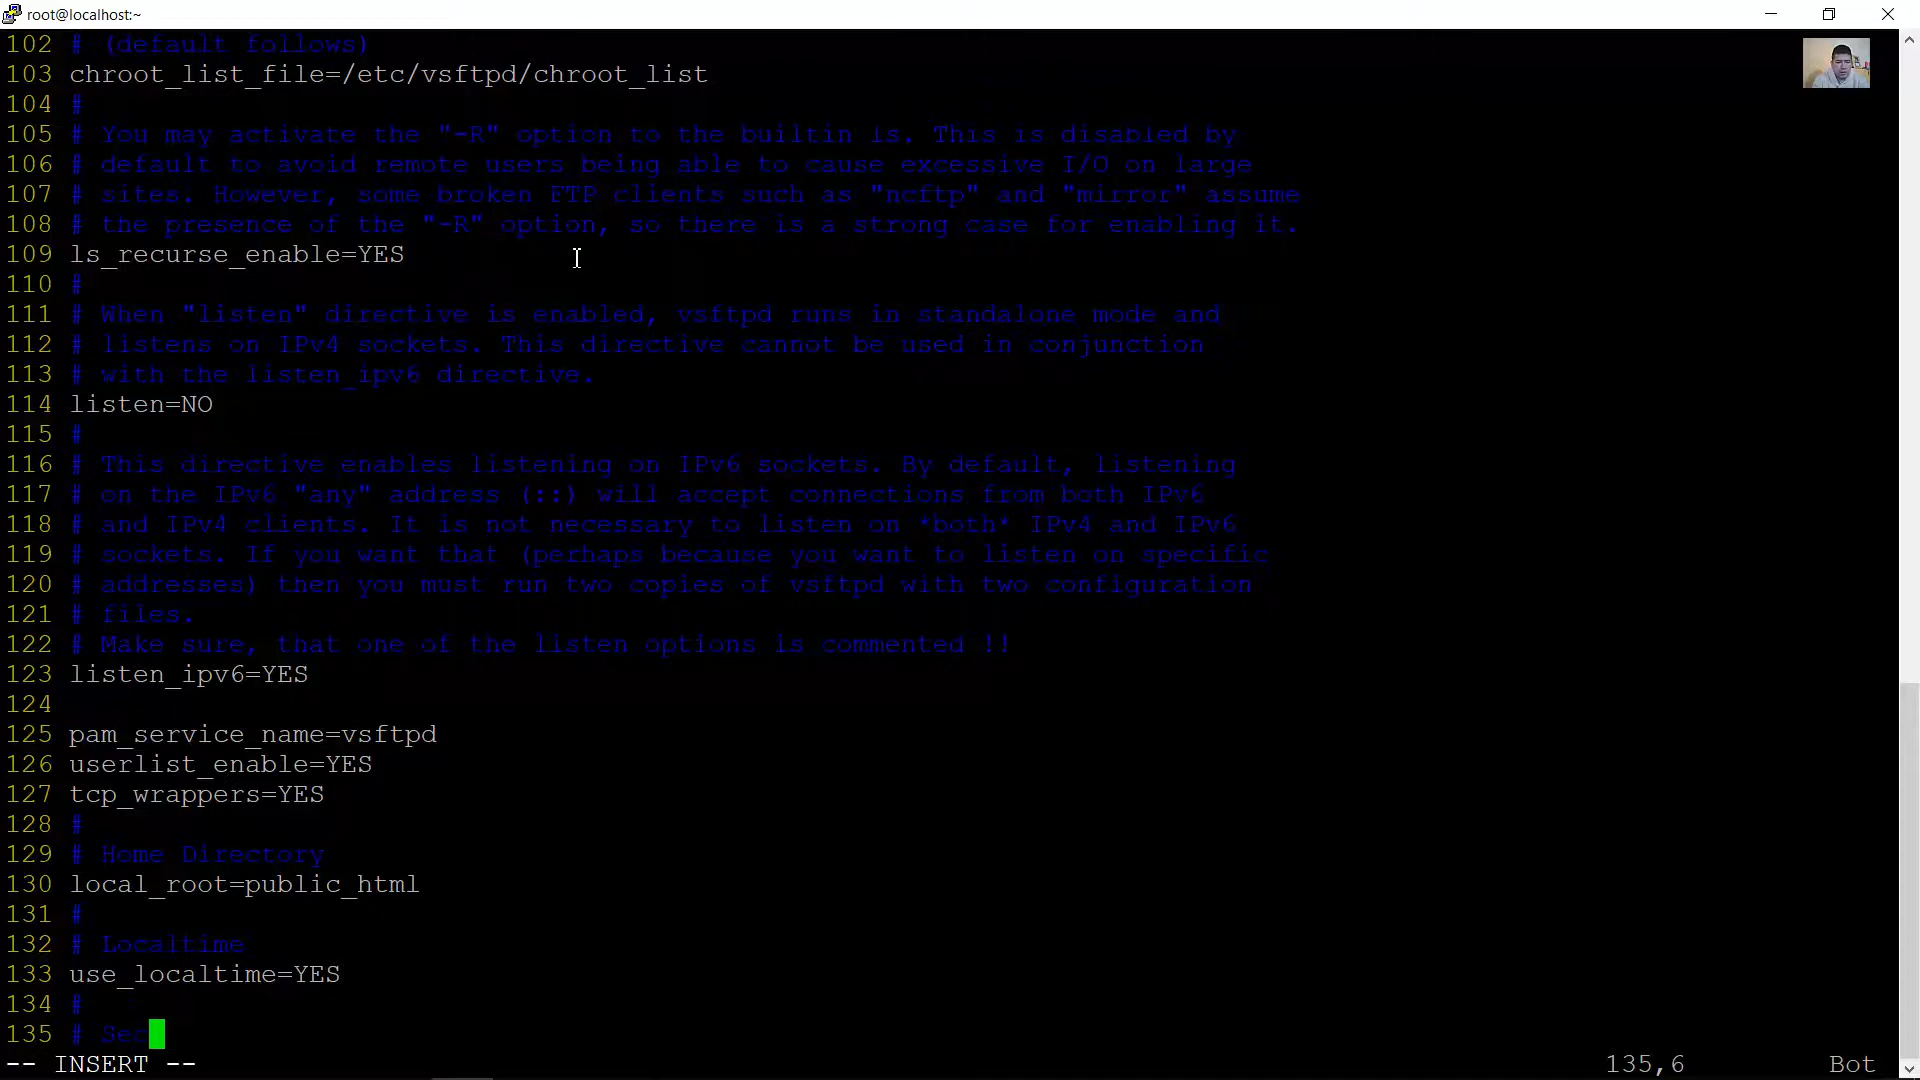 root@localhost:~
102 # (default follows)
103 chroot_list_file=/etc/vsftpd/chroot_list
104 #
105 # You may activate the "-R" option to the builtin ls. This is disabled by
106 # default to avoid remote users being able to cause excessive I/O on large
107 # sites. However, some broken FTP clients such as "ncftp" and "mirror" assume
108 # the presence of the "-R" option, so there is a strong case for enabling it.
109 ls_recurse_enable=YES
110 #
111 # When "listen" directive is enabled, vsftpd runs in standalone mode and
112 # listens on IPv4 sockets. This directive cannot be used in conjunction
113 # with the listen_ipv6 directive.
114 listen=NO
115 #
116 # This directive enables listening on IPv6 sockets. By default, listening
117 # on the IPv6 "any" address (::) will accept connections from both IPv6
118 # and IPv4 clients. It is not necessary to listen on *both* IPv4 and IPv6
119 # sockets. If you want that (perhaps because you want to listen on specific
120 # addresses) then you must run two copies of vsftpd with two configuration
121 # files.
122 # Make sure, that one of the listen options is commented !!
123 listen_ipv6=YES
124
125 pam_service_name=vsftpd
126 userlist_enable=YES
127 tcp_wrappers=YES
128 #
129 # Home Directory
130 local_root=public_html
131 #
132 # Localtime
133 use_localtime=YES
134 #
135 # Sec
-- INSERT -- 135,6 Bot